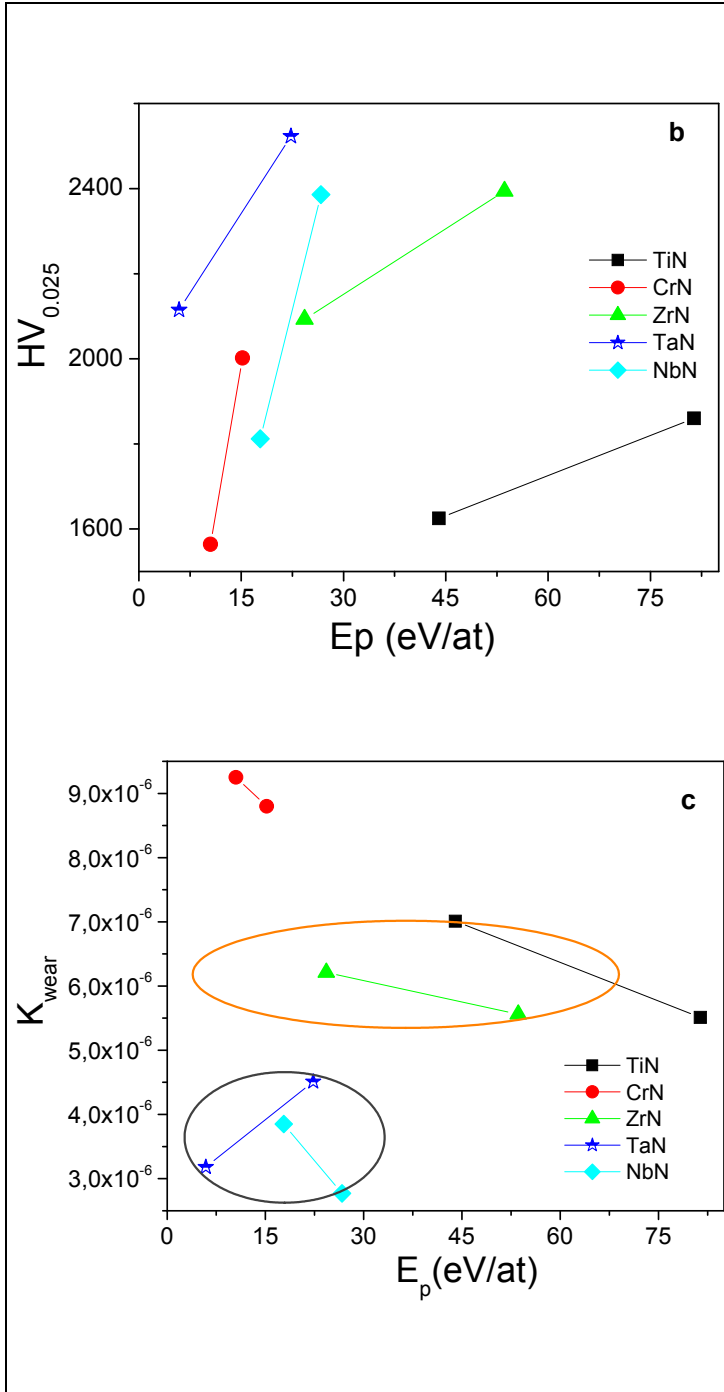 b
2400
2000
1600
HV0.025
TiN
CrN
ZrN
TaN
NbN
0 15 30 45 60 75
Ep (eV/at)
c
9,0x10-6
8,0x10-6
7,0x10-6
6,0x10-6
5,0x10-6
4,0x10-6
3,0x10-6
Kwear
TiN
CrN
ZrN
TaN
NbN
0 15 30 45 60 75
Ep(eV/at)